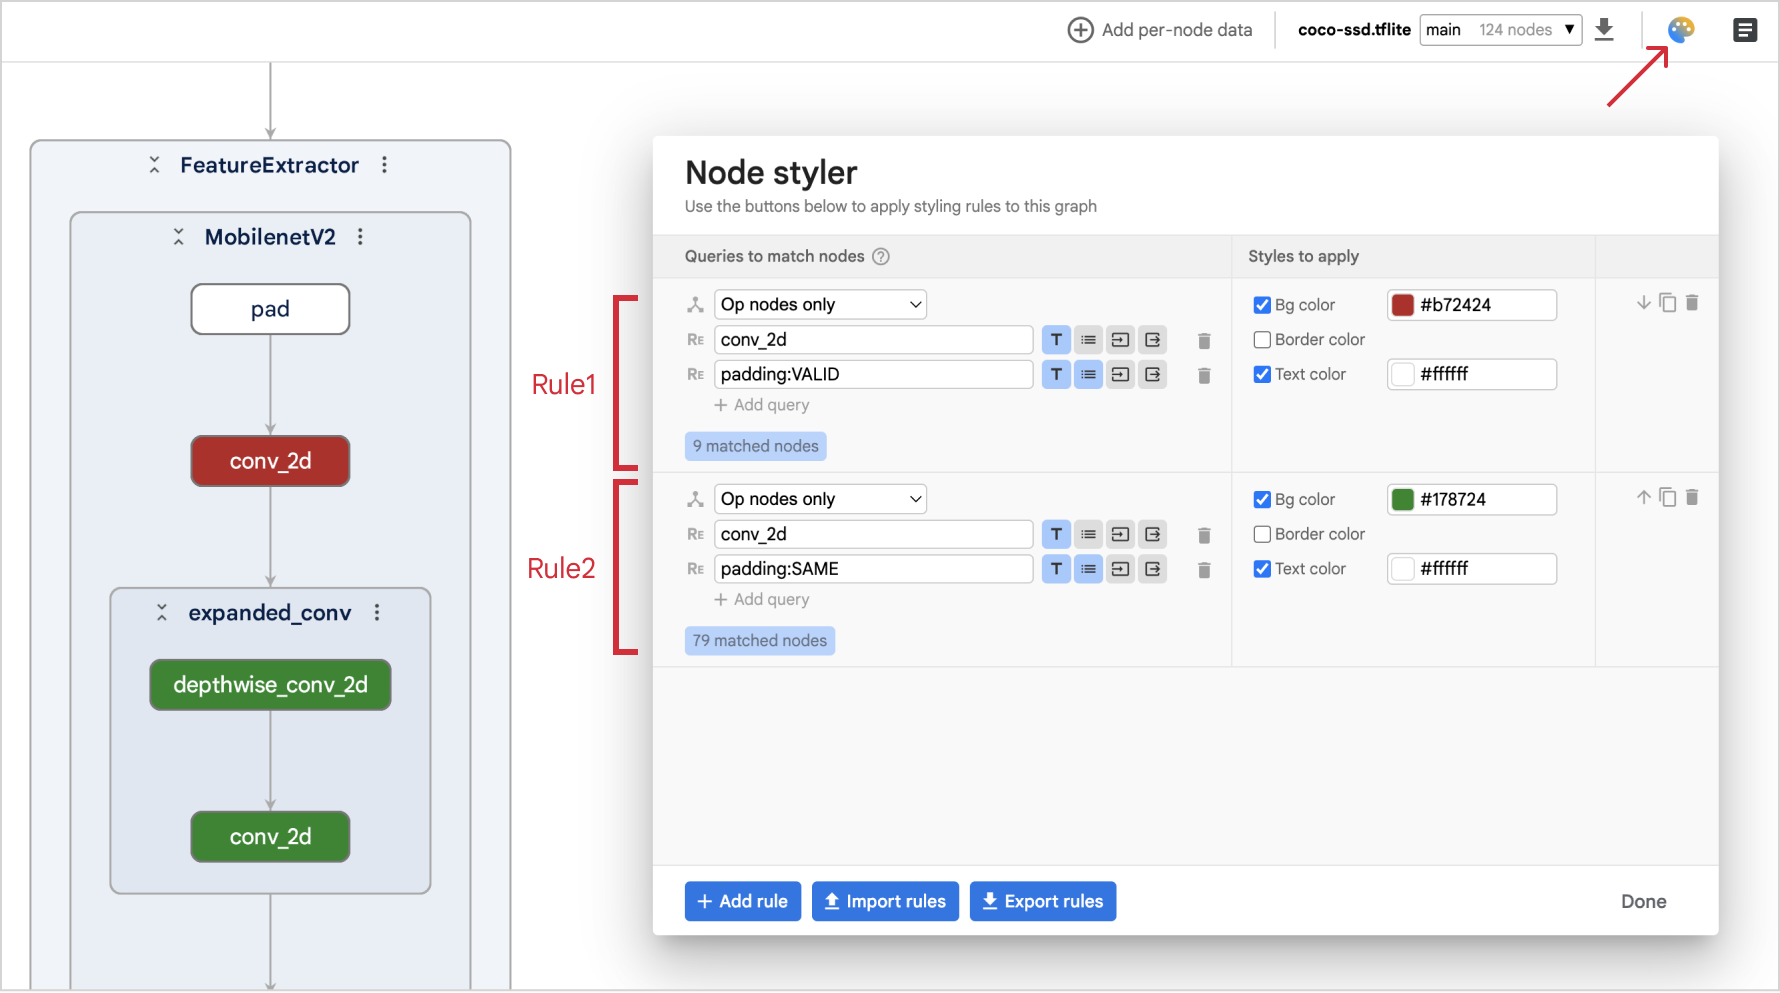 Add per-node data
coco-ssd.tflite
main 124 nodes
FeatureExtractor
MobilenetV2
pad
conv_2d
expanded_conv
depthwise_conv_2d
conv_2d
Rule1
Rule2
Node styler
Use the buttons below to apply styling rules to this graph
Queries to match nodes ?
Styles to apply
Op nodes only
RE conv_2d T
RE padding:VALID T
+ Add query
9 matched nodes
Bg color #b72424
Border color
Text color #ffffff
Op nodes only
RE conv_2d T
RE padding:SAME T
+ Add query
79 matched nodes
Bg color #178724
Border color
Text color #ffffff
+ Add rule
Import rules
Export rules
Done